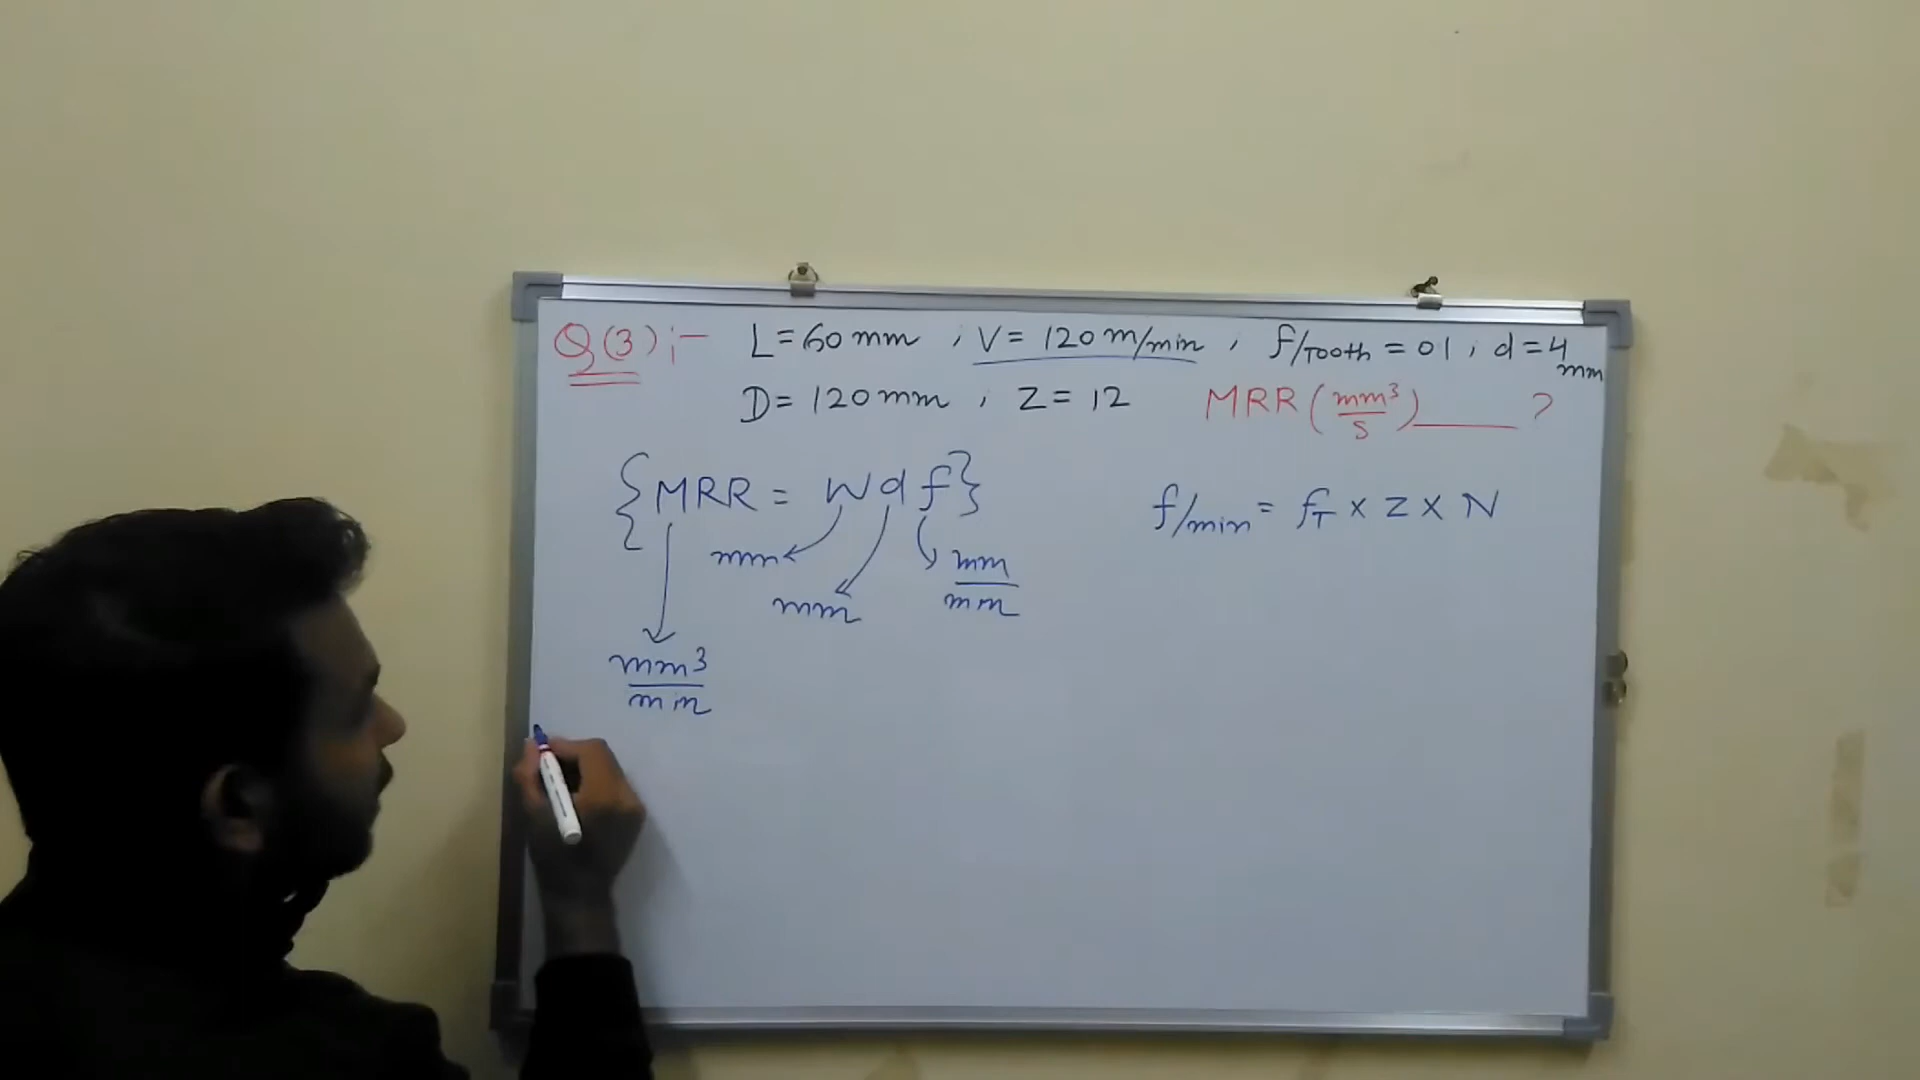 Q(3);- L=60 mm ; V= 120 m/min , f/Tooth = 01 ; d=4 mm
D= 120 mm , Z= 12 MRR (mm³/s) ____ ?
{MRR = w d f} f/min = fT x Z x N
mm mm/min
mm
mm³/min